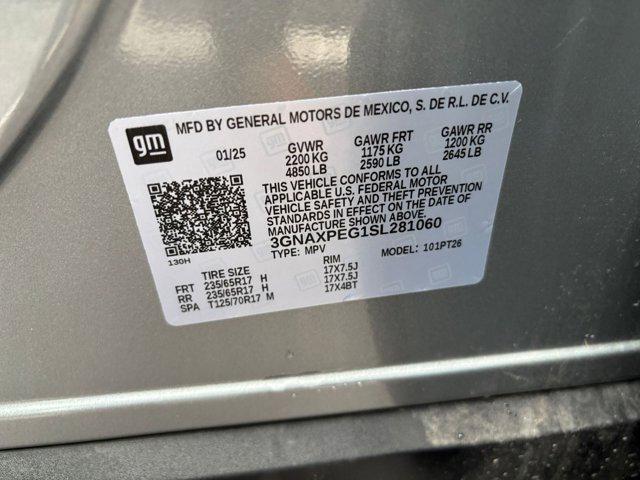 gm
MFD BY GENERAL MOTORS DE MEXICO, S. DE R.L. DE C.V.
01/25 GVWR GAWR FRT GAWR RR
2200 KG 1175 KG 1200 KG
4850 LB 2590 LB 2645 LB
THIS VEHICLE CONFORMS TO ALL
APPLICABLE U.S. FEDERAL MOTOR
VEHICLE SAFETY AND THEFT PREVENTION
STANDARDS IN EFFECT ON THE DATE OF
MANUFACTURE SHOWN ABOVE.
3GNAXPEG1SL281060
130H TYPE: MPV MODEL: 101PT26
TIRE SIZE RIM
FRT 235/65R17 H 17X7.5J
RR 235/65R17 H 17X7.5J
SPA T125/70R17 M 17X4BT